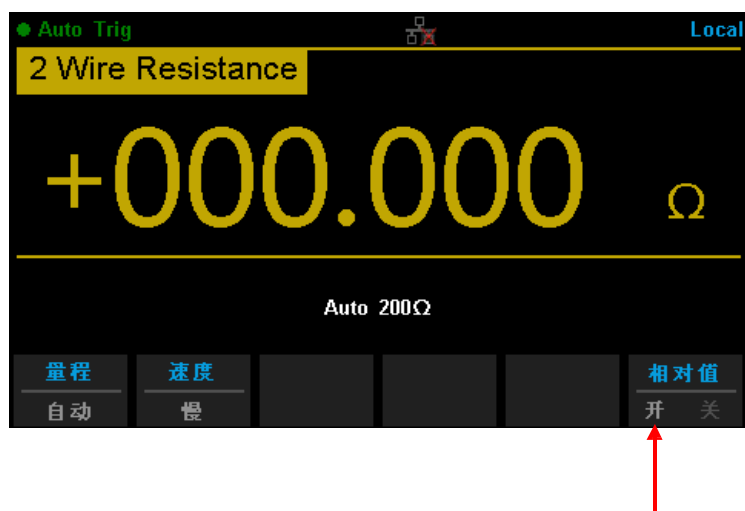 Auto Trig Local
2 Wire Resistance
+000.000 Ω
Auto 200Ω
量程 速度 相对值
自动 慢 开 关